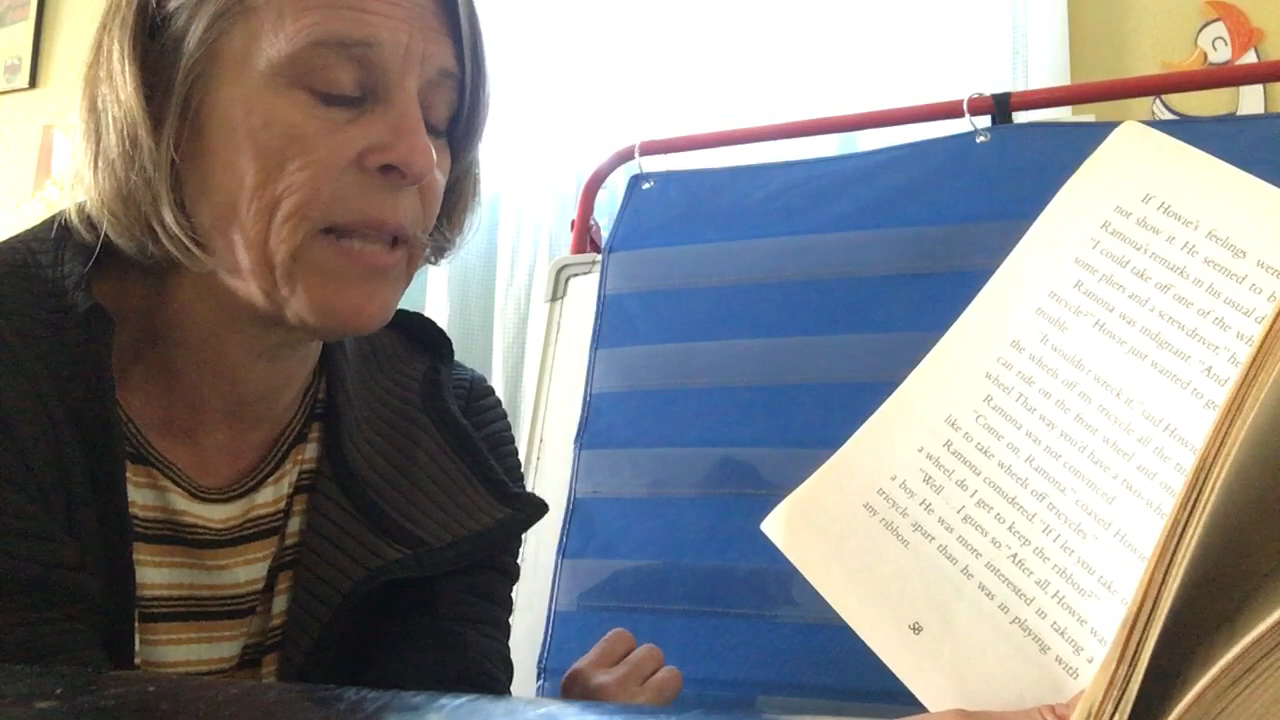 If Howie's feelings were
not show it. He seemed to
Ramona's remarks in his usual
"I could take off one of the
some pliers and a screwdriver," he
Ramona was indignant. "And
tricycle?" Howie just wanted to
trouble.
"It wouldn't wreck it," said
the wheels off my tricycle all the
can ride on the front wheel and one
wheel. That way you'd have a
Ramona was not convinced.
"Come on, Ramona," coaxed Howie
like to take wheels off tricycles."
Ramona considered. "If I let you take
a wheel, do I get to keep the ribbon?"
"Well . . . I guess so." After all, Howie was
a boy. He was more interested in taking a
tricycle apart than he was in playing with
any ribbon.
58